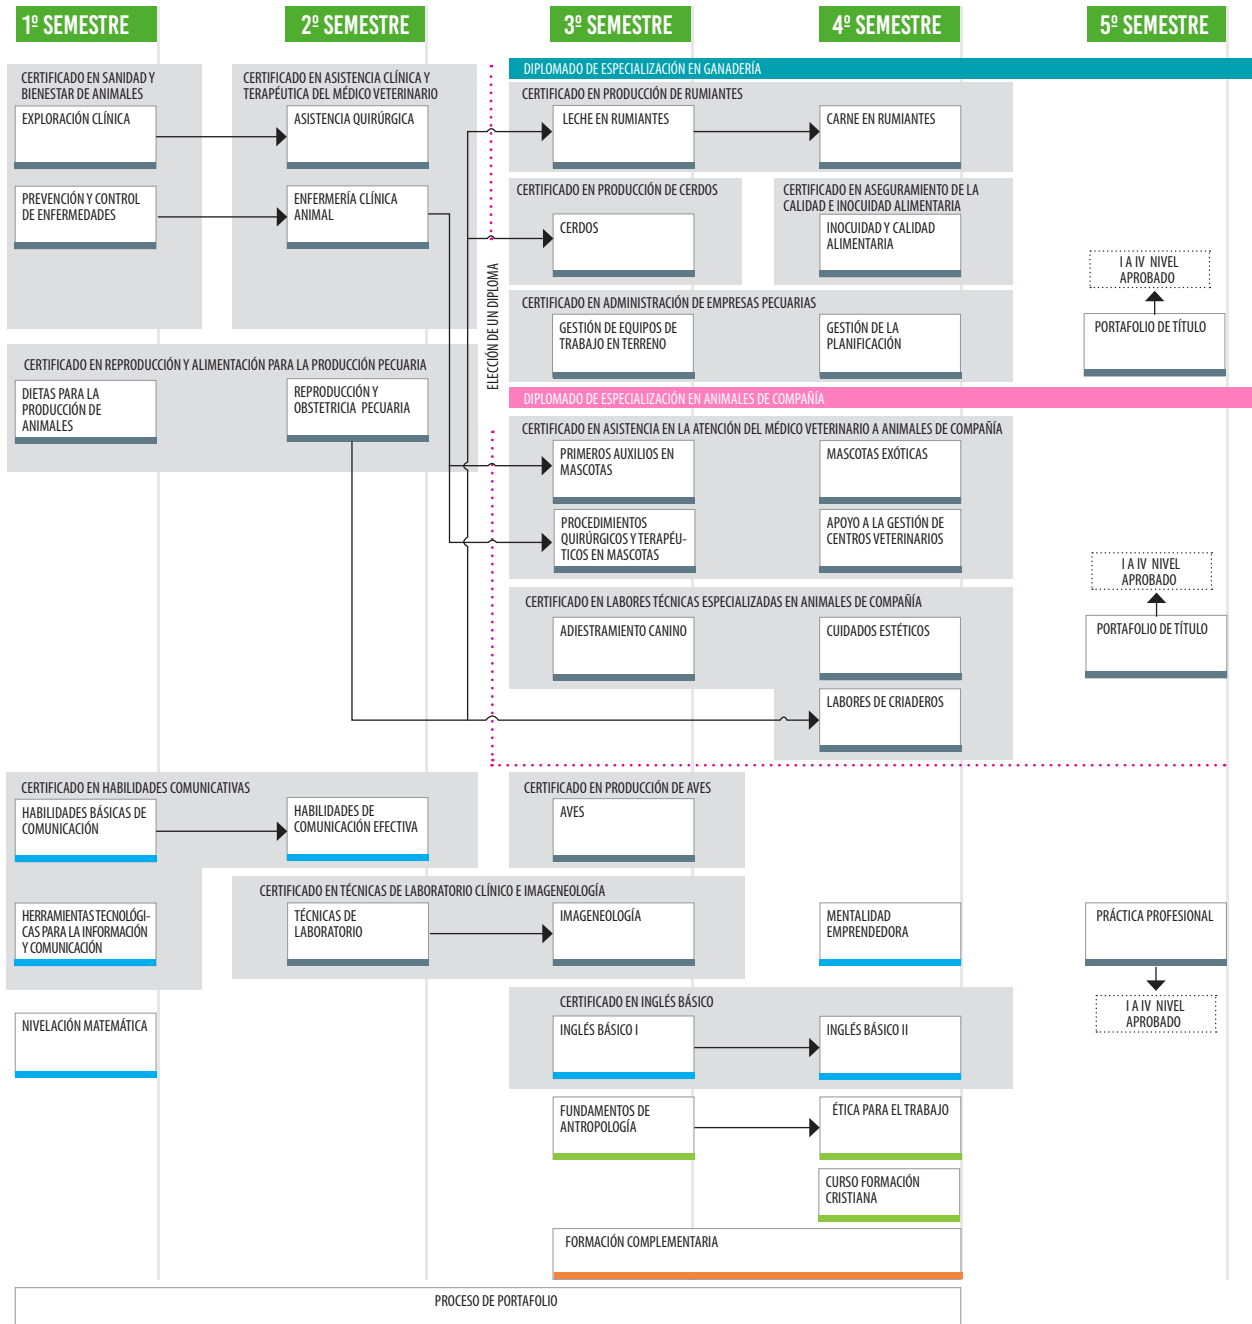 1º SEMESTRE
2º SEMESTRE
3º SEMESTRE
4º SEMESTRE
5º SEMESTRE
CERTIFICADO EN SANIDAD Y
BIENESTAR DE ANIMALES
EXPLORACIÓN CLÍNICA
PREVENCIÓN Y CONTROL
DE ENFERMEDADES
CERTIFICADO EN ASISTENCIA CLÍNICA Y
TERAPÉUTICA DEL MÉDICO VETERINARIO
ASISTENCIA QUIRÚRGICA
ENFERMERÍA CLÍNICA
ANIMAL
CERTIFICADO EN REPRODUCCIÓN Y ALIMENTACIÓN PARA LA PRODUCCIÓN PECUARIA
DIETAS PARA LA
PRODUCCIÓN DE
ANIMALES
REPRODUCCIÓN Y
OBSTETRICIA PECUARIA
ELECCIÓN DE UN DIPLOMA
DIPLOMADO DE ESPECIALIZACIÓN EN GANADERÍA
CERTIFICADO EN PRODUCCIÓN DE RUMIANTES
LECHE EN RUMIANTES
CARNE EN RUMIANTES
CERTIFICADO EN PRODUCCIÓN DE CERDOS
CERDOS
CERTIFICADO EN ASEGURAMIENTO DE LA
CALIDAD E INOCUIDAD ALIMENTARIA
INOCUIDAD Y CALIDAD
ALIMENTARIA
CERTIFICADO EN ADMINISTRACIÓN DE EMPRESAS PECUARIAS
GESTIÓN DE EQUIPOS DE
TRABAJO EN TERRENO
GESTIÓN DE LA
PLANIFICACIÓN
I A IV NIVEL
APROBADO
PORTAFOLIO DE TÍTULO
DIPLOMADO DE ESPECIALIZACIÓN EN ANIMALES DE COMPAÑÍA
CERTIFICADO EN ASISTENCIA EN LA ATENCIÓN DEL MÉDICO VETERINARIO A ANIMALES DE COMPAÑÍA
PRIMEROS AUXILIOS EN
MASCOTAS
MASCOTAS EXÓTICAS
PROCEDIMIENTOS
QUIRÚRGICOS Y TERAPÉU-
TICOS EN MASCOTAS
APOYO A LA GESTIÓN DE
CENTROS VETERINARIOS
CERTIFICADO EN LABORES TÉCNICAS ESPECIALIZADAS EN ANIMALES DE COMPAÑÍA
ADIESTRAMIENTO CANINO
CUIDADOS ESTÉTICOS
LABORES DE CRIADEROS
I A IV NIVEL
APROBADO
PORTAFOLIO DE TÍTULO
CERTIFICADO EN HABILIDADES COMUNICATIVAS
HABILIDADES BÁSICAS DE
COMUNICACIÓN
HABILIDADES DE
COMUNICACIÓN EFECTIVA
CERTIFICADO EN PRODUCCIÓN DE AVES
AVES
HERRAMIENTAS TECNOLÓGI-
CAS PARA LA INFORMACIÓN
Y COMUNICACIÓN
CERTIFICADO EN TÉCNICAS DE LABORATORIO CLÍNICO E IMAGENEOLOGÍA
TÉCNICAS DE
LABORATORIO
IMAGENEOLOGÍA
MENTALIDAD
EMPRENDEDORA
PRÁCTICA PROFESIONAL
I A IV NIVEL
APROBADO
NIVELACIÓN MATEMÁTICA
CERTIFICADO EN INGLÉS BÁSICO
INGLÉS BÁSICO I
INGLÉS BÁSICO II
FUNDAMENTOS DE
ANTROPOLOGÍA
ÉTICA PARA EL TRABAJO
CURSO FORMACIÓN
CRISTIANA
FORMACIÓN COMPLEMENTARIA
PROCESO DE PORTAFOLIO